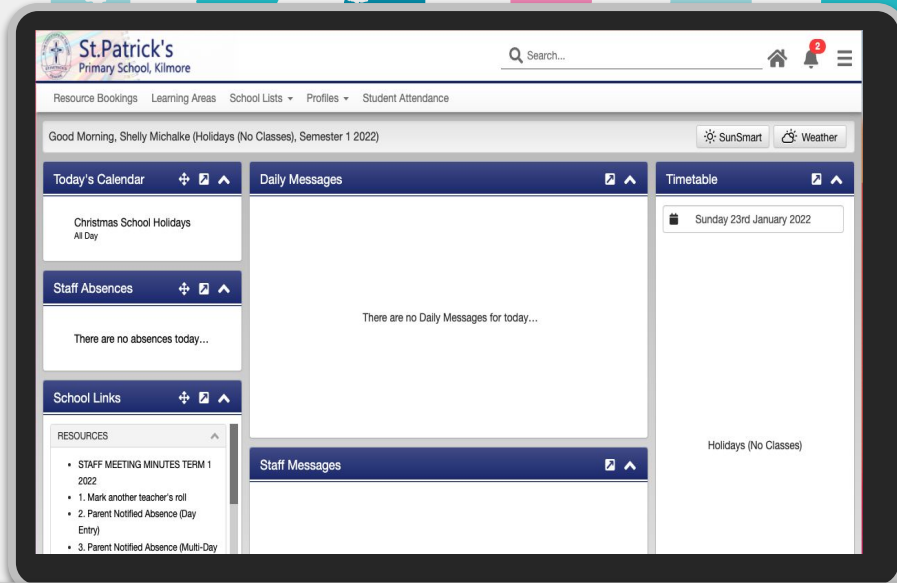 St.Patrick's
Primary School, Kilmore
Search...
2
Resource Bookings Learning Areas School Lists Profiles Student Attendance
Good Morning, Shelly Michalke (Holidays (No Classes), Semester 1 2022)
SunSmart Weather
Today's Calendar
Christmas School Holidays
All Day
Staff Absences
There are no absences today...
School Links
RESOURCES
• STAFF MEETING MINUTES TERM 1
2022
• 1. Mark another teacher's roll
• 2. Parent Notified Absence (Day
Entry)
• 3. Parent Notified Absence (Multi-Day
Daily Messages
There are no Daily Messages for today...
Staff Messages
Timetable
Sunday 23rd January 2022
Holidays (No Classes)